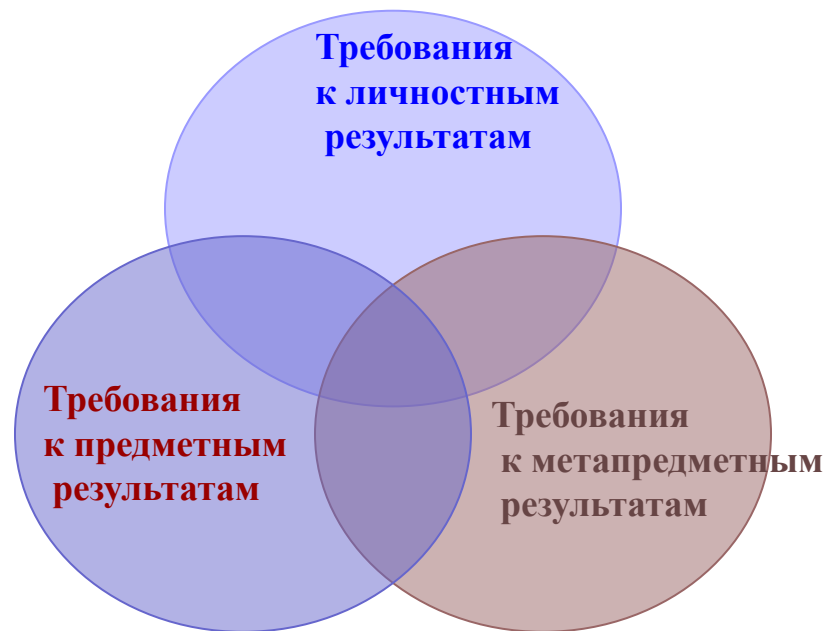 Требования
к личностным
результатам
Требования
к предметным
результатам
Требования
к метапредметным
результатам